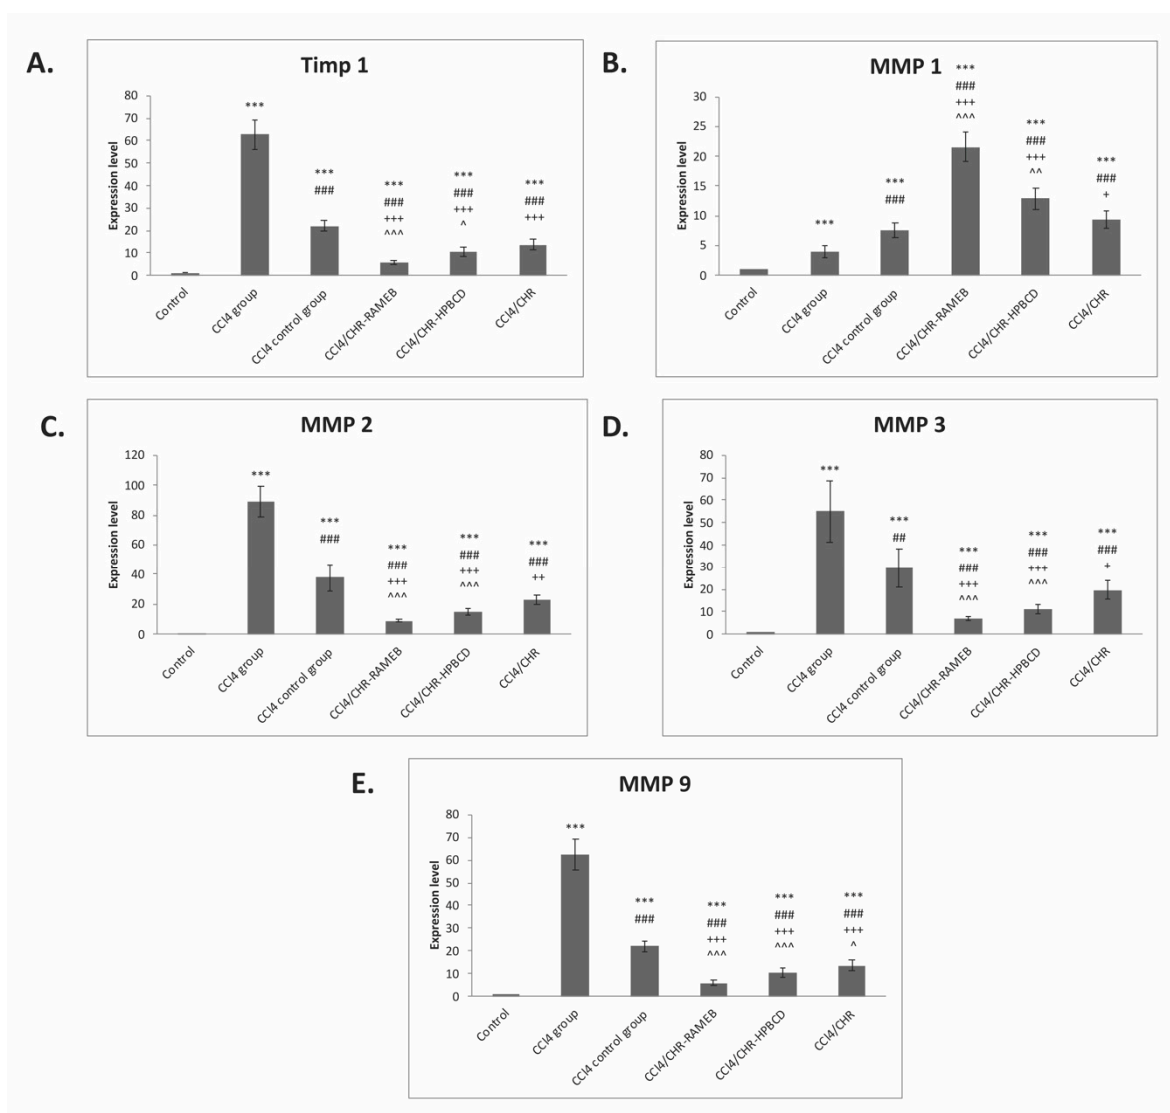 A.
Timp 1
Expression level
80
70
60
50
40
30
20
10
0
***
***
###
***
###
+++
^^^
***
###
+++
^
***
###
+++
Control
CCl4 group
CCl4 control group
CCl4/CHR-RAMEB
CCl4/CHR-HPBCD
CCl4/CHR
B.
MMP 1
Expression level
30
25
20
15
10
5
0
***
***
###
***
###
+++
^^^
***
###
+++
^^
***
###
+
Control
CCl4 group
CCl4 control group
CCl4/CHR-RAMEB
CCl4/CHR-HPBCD
CCl4/CHR
C.
MMP 2
Expression level
120
100
80
60
40
20
0
***
***
###
***
###
+++
^^^
***
###
+++
^^^
***
###
++
Control
CCl4 group
CCl4 control group
CCl4/CHR-RAMEB
CCl4/CHR-HPBCD
CCl4/CHR
D.
MMP 3
Expression level
80
70
60
50
40
30
20
10
0
***
***
##
***
###
+++
^^^
***
###
+++
^^^
***
###
+
Control
CCl4 group
CCl4 control group
CCl4/CHR-RAMEB
CCl4/CHR-HPBCD
CCl4/CHR
E.
MMP 9
Expression level
80
70
60
50
40
30
20
10
0
***
***
###
***
###
+++
^^^
***
###
+++
^^^
***
###
+++
^
Control
CCl4 group
CCl4 control group
CCl4/CHR-RAMEB
CCl4/CHR-HPBCD
CCl4/CHR